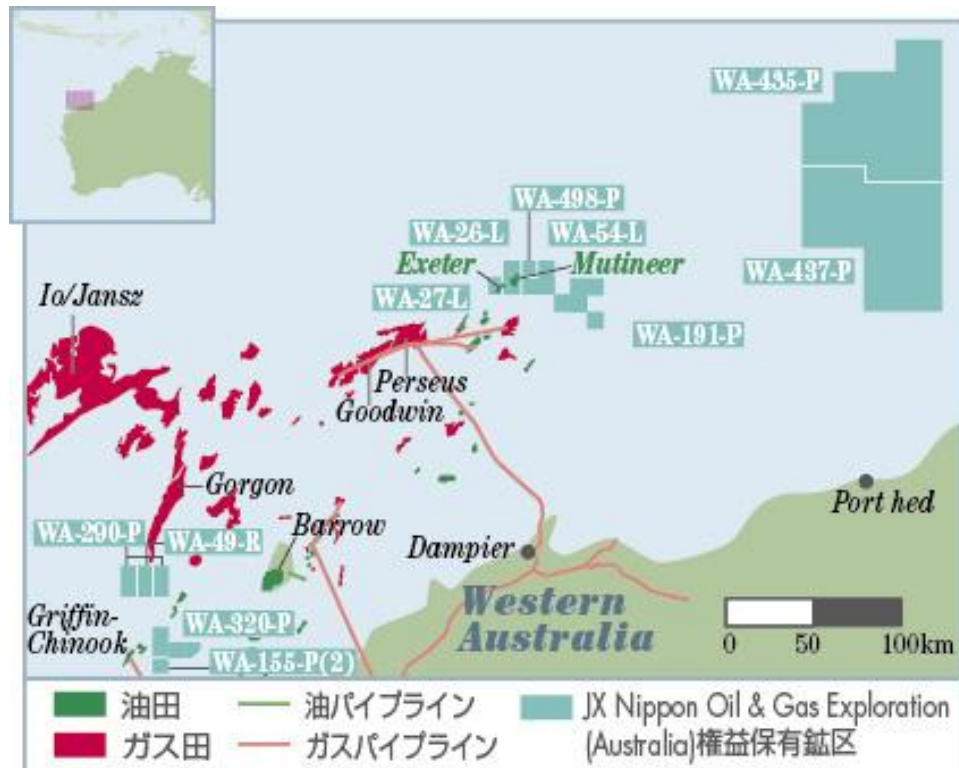 WA-435-P
WA-498-P
WA-26-L
WA-54-L
Exeter
Mutineer
WA-437-P
Io/Jansz
WA-27-L
WA-191-P
Perseus
Goodwin
Gorgon
Port hed
Barrow
WA-290-P
WA-49-R
Dampier
Griffin-
Chinook
WA-320-P
Western
Australia
WA-155-P(2)
0 50 100km
油田
油パイプライン
JX Nippon Oil & Gas Exploration
ガス田
ガスパイプライン
(Australia)権益保有鉱区